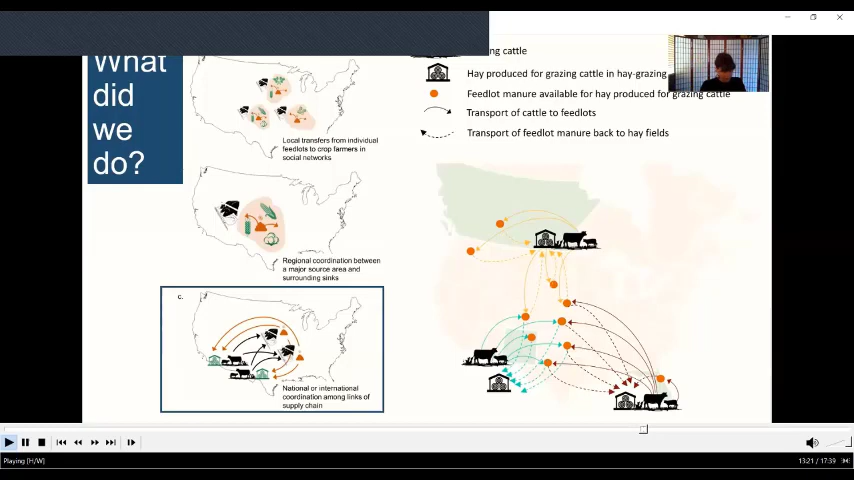 What
did
we
do?
Local transfers from individual
feedlots to crop farmers in
social networks
Regional coordination between
a major source area and
surrounding sinks
c.
National or international
coordination among links of
supply chain
cattle
Hay produced for grazing cattle in hay-grazing
Feedlot manure available for hay produced for grazing cattle
Transport of cattle to feedlots
Transport of feedlot manure back to hay fields
Playing [H/W]
13:21 / 17:39